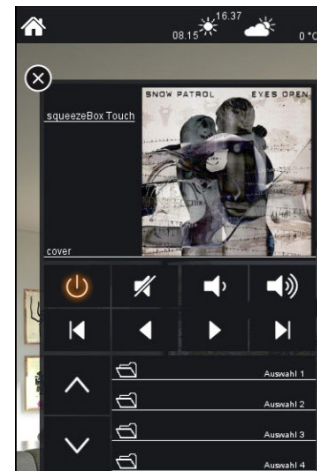 16.37
08.15
0 °C
SNOW PATROL EYES OPEN
squeezeBox Touch
cover
Auswahl 1
Auswahl 2
Auswahl 3
Auswahl 4